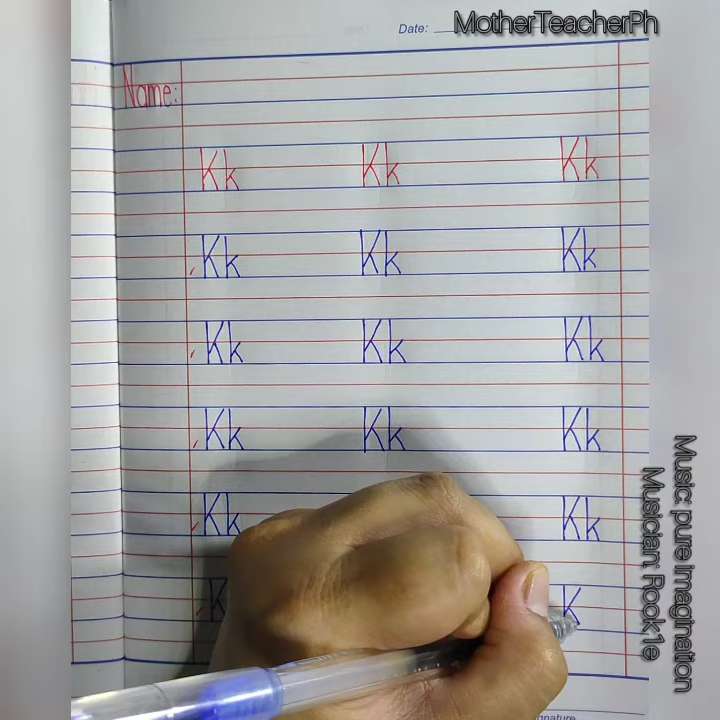 Date: MotherTeacherPh
Name:
Kk Kk Kk
Kk Kk Kk
Kk Kk Kk
Kk Kk Kk
Kk Kk
K K
Music: pure imagination
Musician: Rook1e